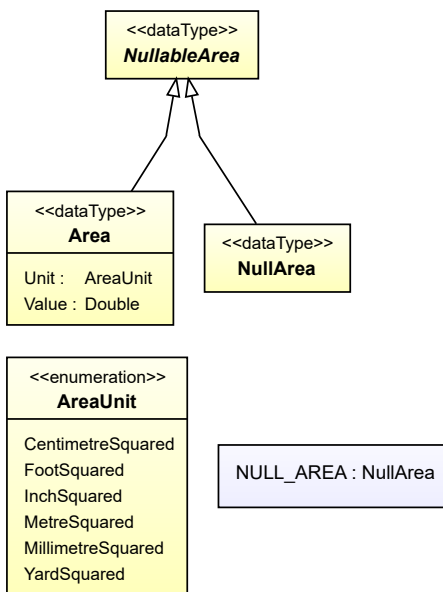 <<dataType>>
NullableArea
<<dataType>>
Area
Unit : AreaUnit
Value : Double
<<dataType>>
NullArea
<<enumeration>>
AreaUnit
CentimetreSquared
FootSquared
InchSquared
MetreSquared
MillimetreSquared
YardSquared
NULL_AREA : NullArea